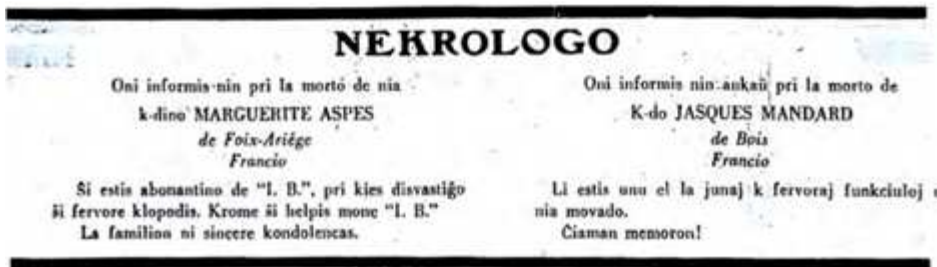 NEKROLOGO
Oni informis nin pri la morto de nia
k-dino MARGUERITE ASPES
de Foix-Ariége
Francio
Ŝi estis abonantino de "I. B.", pri kies disvastiĝo
ŝi fervore klopodis. Krome ŝi helpis mone "I. B."
La familion ni sincere kondolencas.
Oni informis nin ankaŭ pri la morto de
K-do JASQUES MANDARD
de Bois
Francio
Li estis unu el la junaj k fervoraj funkciuloj
nia movado.
Ĉiaman memoron!